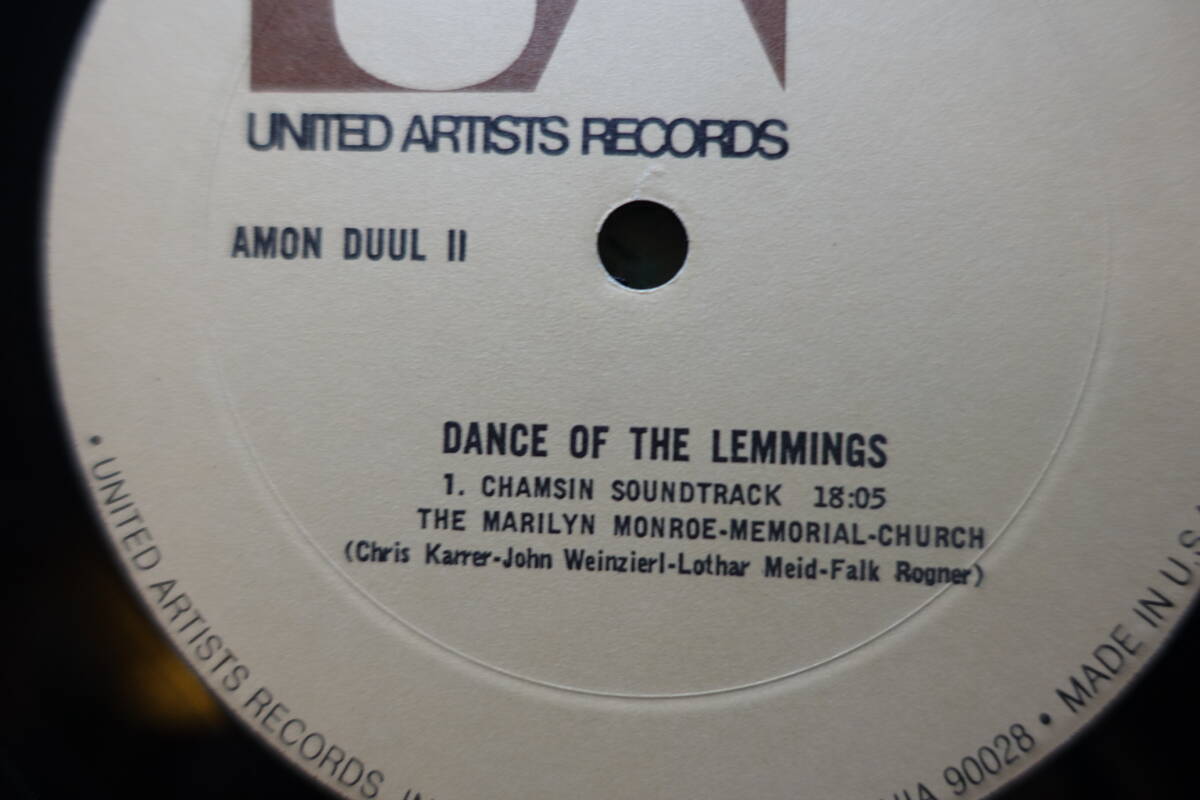 UNITED ARTISTS RECORDS
AMON DUUL II
DANCE OF THE LEMMINGS
1. CHAMSIN SOUNDTRACK 18:05
THE MARILYN MONROE-MEMORIAL-CHURCH
(Chris Karrer-John Weinzierl-Lothar Meid-Falk Rogner)
• UNITED ARTISTS RECORDS 90028 • MADE IN U.S.